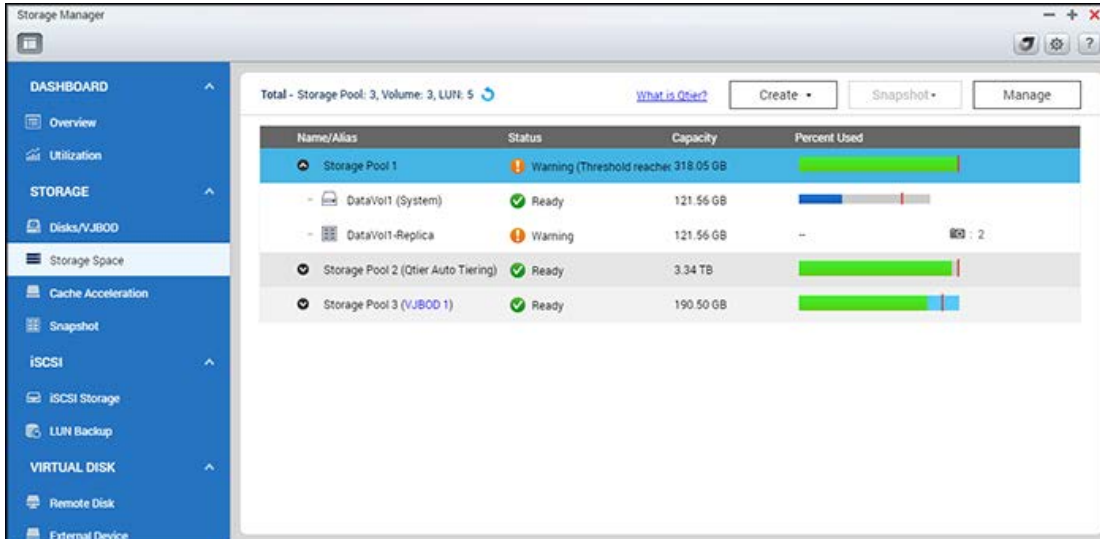 Storage Manager
?
DASHBOARD
Overview
Utilization
STORAGE
Disks/VJBOD
Storage Space
Cache Acceleration
Snapshot
iSCSI
iSCSI Storage
LUN Backup
VIRTUAL DISK
Remote Disk
External Device
Total - Storage Pool: 3, Volume: 3, LUN: 5
What is Qtier?
Create
Snapshot
Manage
Name/Alias Status Capacity Percent Used
Storage Pool 1 Warning (Threshold reached 318.05 GB
DataVol1 (System) Ready 121.56 GB
DataVol1-Replica Warning 121.56 GB -- : 2
Storage Pool 2 (Qtier Auto Tiering) Ready 3.34 TB
Storage Pool 3 (VJBOD 1) Ready 190.50 GB